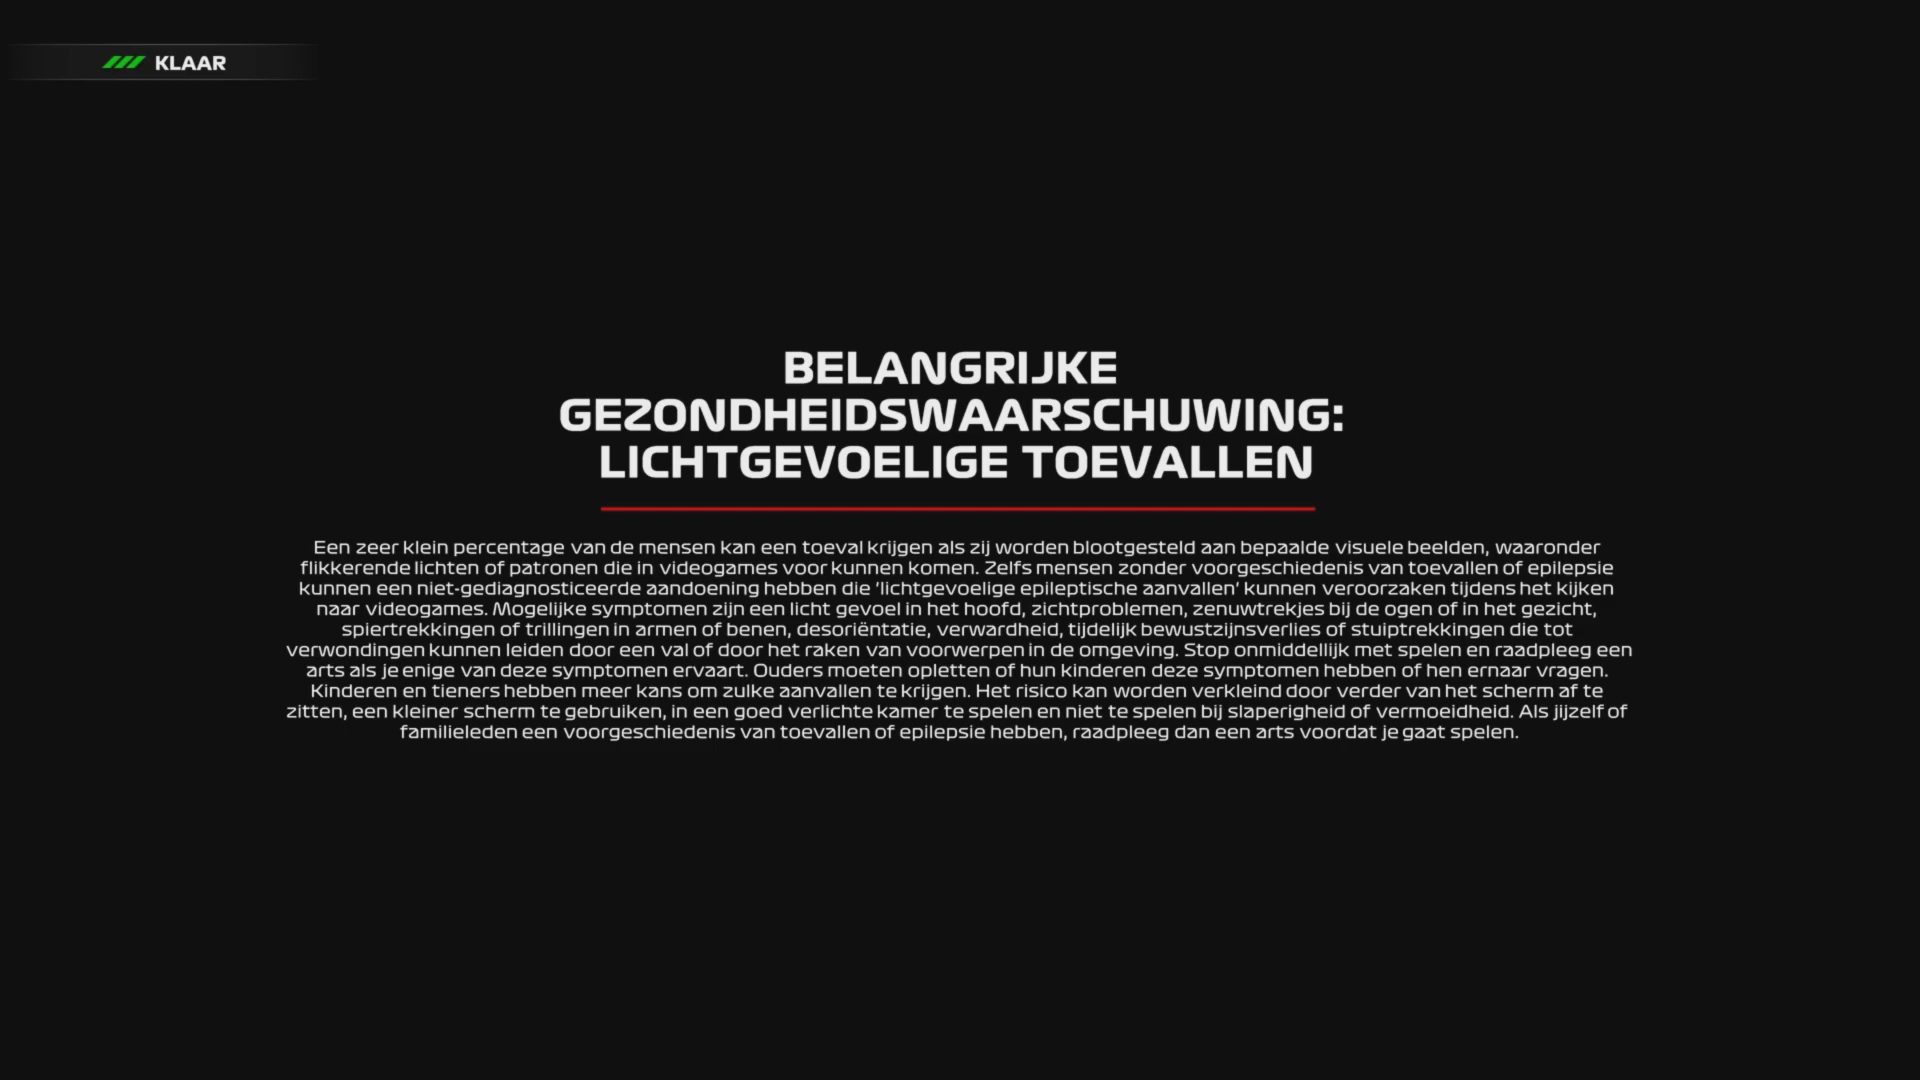 KLAAR
BELANGRIJKE
GEZONDHEIDSWAARSCHUWING:
LICHTGEVOELIGE TOEVALLEN
Een zeer klein percentage van de mensen kan een toeval krijgen als zij worden blootgesteld aan bepaalde visuele beelden, waaronder
flikkerende lichten of patronen die in videogames voor kunnen komen. Zelfs mensen zonder voorgeschiedenis van toevallen of epilepsie
kunnen een niet-gediagnosticeerde aandoening hebben die 'lichtgevoelige epileptische aanvallen' kunnen veroorzaken tijdens het kijken
naar videogames. Mogelijke symptomen zijn een licht gevoel in het hoofd, zichtproblemen, zenuwtrekjes bij de ogen of in het gezicht,
spiertrekkingen of trillingen in armen of benen, desoriëntatie, verwardheid, tijdelijk bewustzijnsverlies of stuiptrekkingen die tot
verwondingen kunnen leiden door een val of door het raken van voorwerpen in de omgeving. Stop onmiddellijk met spelen en raadpleeg een
arts als je enige van deze symptomen ervaart. Ouders moeten opletten of hun kinderen deze symptomen hebben of hen ernaar vragen.
Kinderen en tieners hebben meer kans om zulke aanvallen te krijgen. Het risico kan worden verkleind door verder van het scherm af te
zitten, een kleiner scherm te gebruiken, in een goed verlichte kamer te spelen en niet te spelen bij slaperigheid of vermoeidheid. Als jijzelf of
familieleden een voorgeschiedenis van toevallen of epilepsie hebben, raadpleeg dan een arts voordat je gaat spelen.